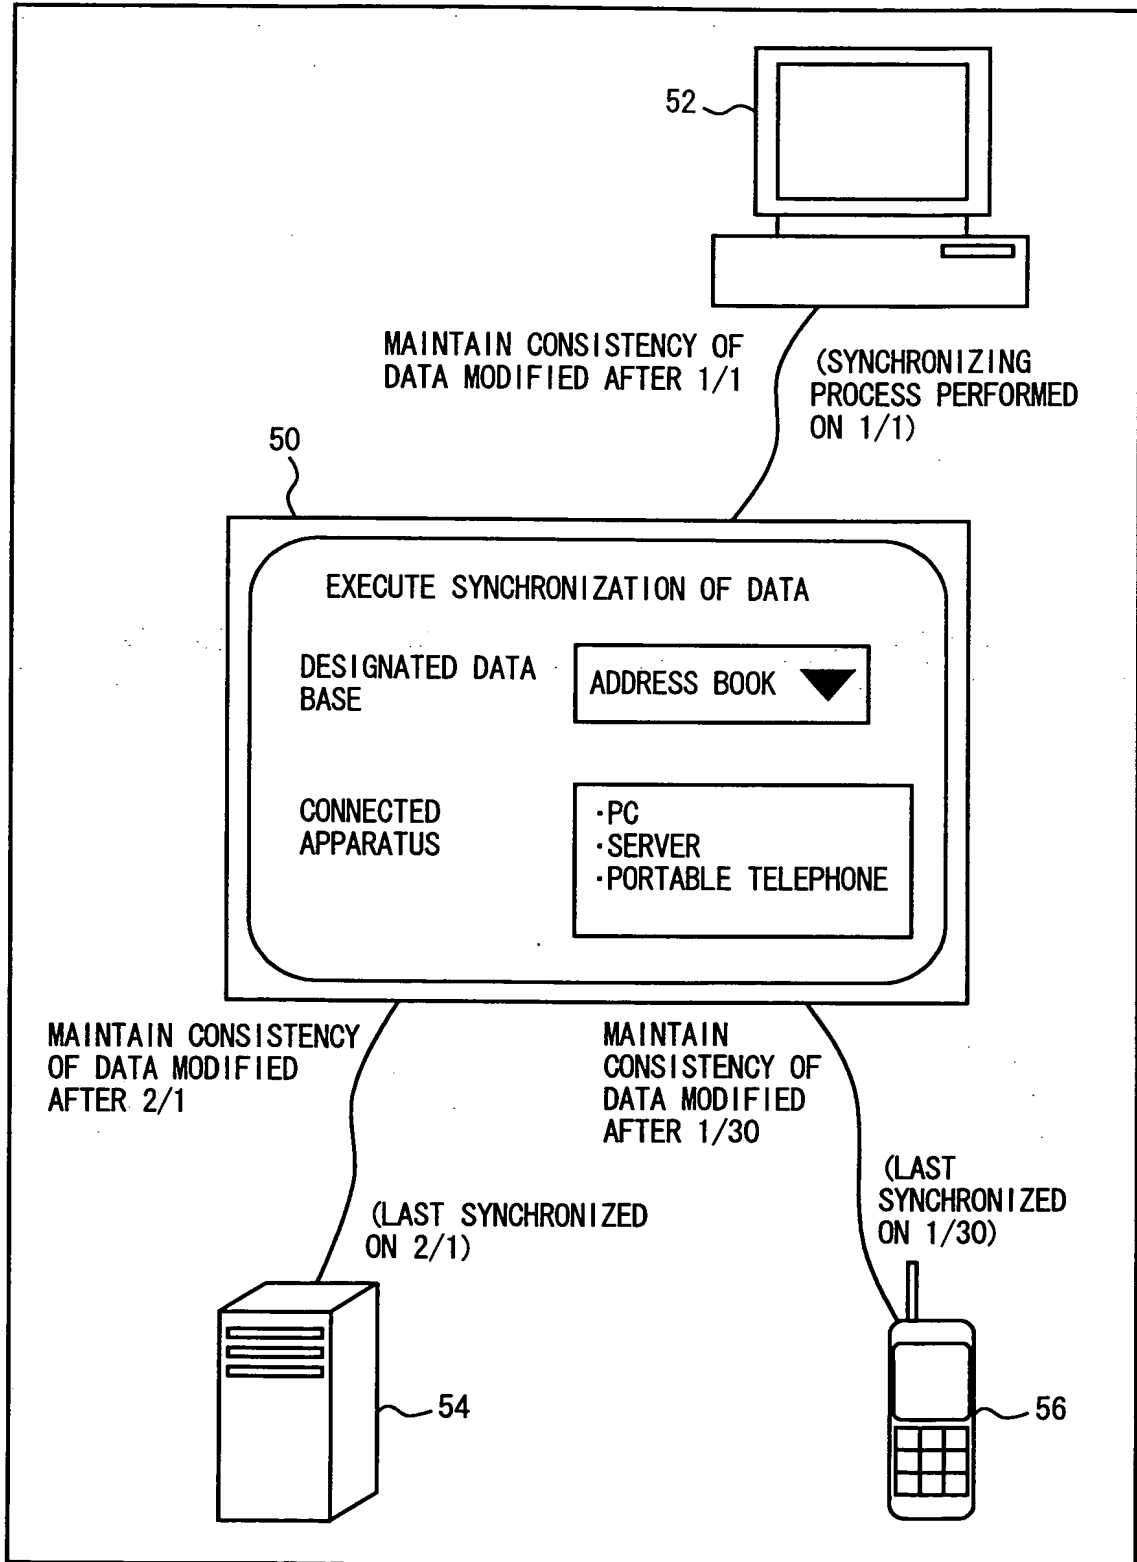 52
MAINTAIN CONSISTENCY OF
DATA MODIFIED AFTER 1/1
(SYNCHRONIZING
PROCESS PERFORMED
ON 1/1)
50
EXECUTE SYNCHRONIZATION OF DATA
DESIGNATED DATA
BASE
ADDRESS BOOK
CONNECTED
APPARATUS
·PC
·SERVER
·PORTABLE TELEPHONE
MAINTAIN CONSISTENCY
OF DATA MODIFIED
AFTER 2/1
MAINTAIN
CONSISTENCY OF
DATA MODIFIED
AFTER 1/30
(LAST SYNCHRONIZED
ON 2/1)
(LAST
SYNCHRONIZED
ON 1/30)
54
56